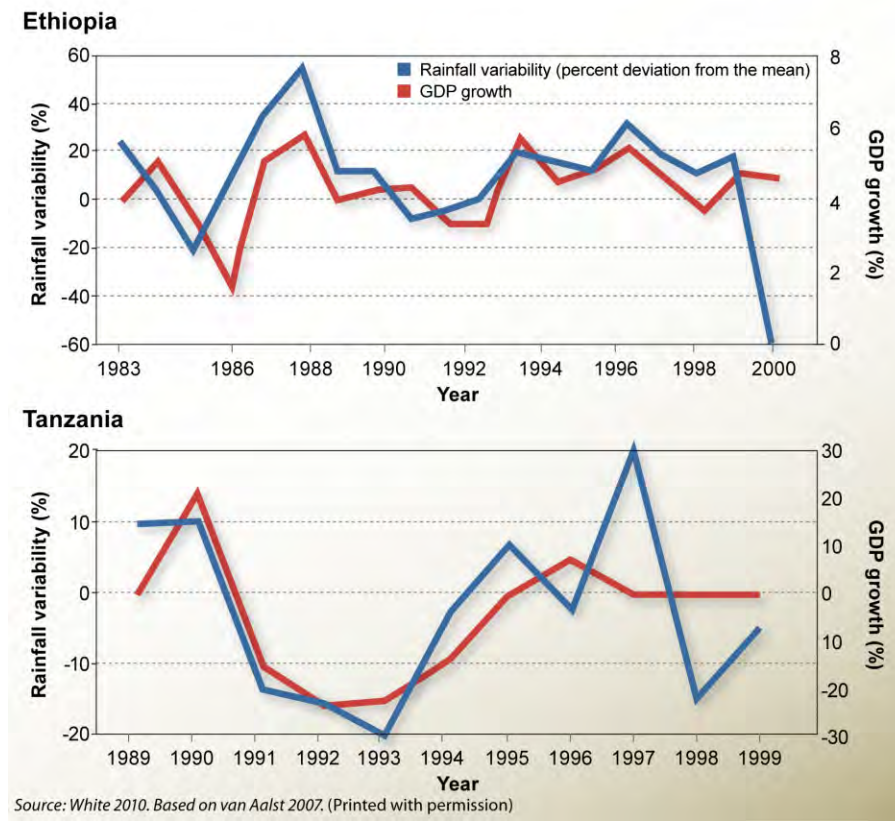 Ethiopia
60
40
20
0
-20
-40
-60
Rainfall variability (%)
Rainfall variability (percent deviation from the mean)
GDP growth
8
6
4
2
0
GDP growth (%)
1983 1986 1988 1990 1992 1994 1996 1998 2000
Year
Tanzania
20
10
0
-10
-20
Rainfall variability (%)
30
20
10
0
10
-20
-30
GDP growth (%)
1989 1990 1991 1992 1993 1994 1995 1996 1997 1998 1999
Year
Source: White 2010. Based on van Aalst 2007. (Printed with permission)